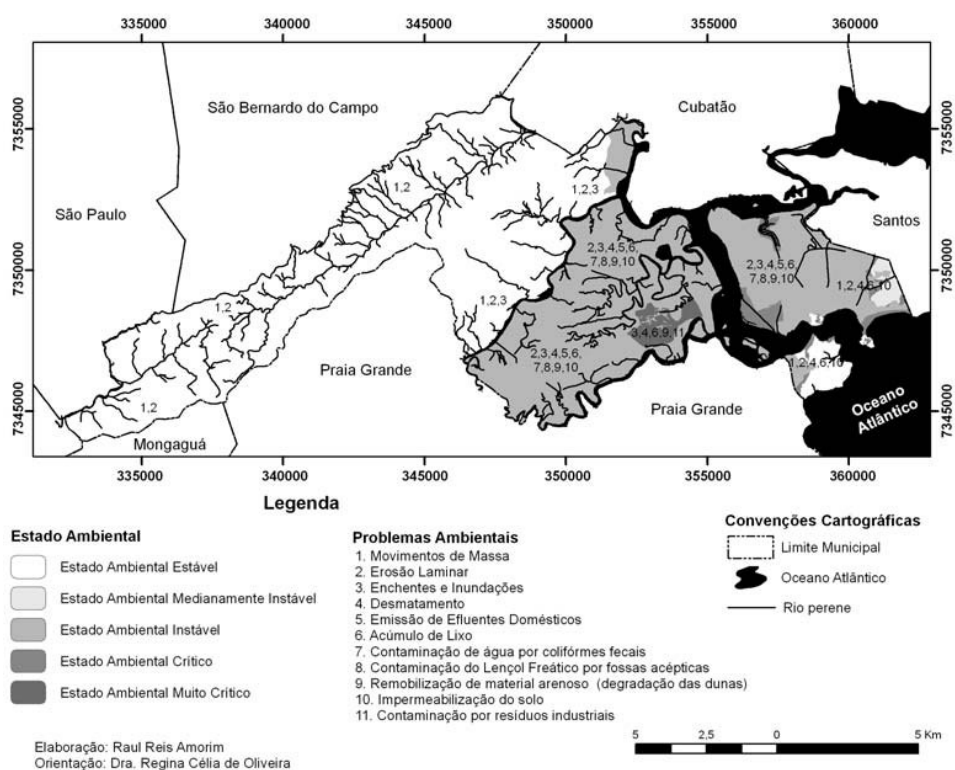 335000 340000 345000 350000 355000 360000
7355000
7350000
7345000
São Bernardo do Campo
Cubatão
São Paulo
Santos
1,2
1,2,3
2,3,4,5,6,
7,8,9,10
2,3,4,5,6,
7,8,9,10
1,2,4,6,10
1,2
1,2,3
3,4,6,9,11
2,3,4,5,6,
7,8,9,10
1,2,4,6,10
Praia Grande
Praia Grande
1,2
Mongaguá
Oceano
Atlântico
7355000
7350000
7345000
335000 340000 345000 350000 355000 360000
Legenda
Estado Ambiental
Estado Ambiental Estável
Estado Ambiental Medianamente Instável
Estado Ambiental Instável
Estado Ambiental Crítico
Estado Ambiental Muito Crítico
Problemas Ambientais
1. Movimentos de Massa
2. Erosão Laminar
3. Enchentes e Inundações
4. Desmatamento
5. Emissão de Efluentes Domésticos
6. Acúmulo de Lixo
7. Contaminação de água por colifórmes fecais
8. Contaminação do Lençol Freático por fossas acépticas
9. Remobilização de material arenoso (degradação das dunas)
10. Impermeabilização do solo
11. Contaminação por resíduos industriais
Convenções Cartográficas
Limite Municipal
Oceano Atlântico
Rio perene
Elaboração: Raul Reis Amorim
Orientação: Dra. Regina Célia de Oliveira
5 2,5 0 5 Km